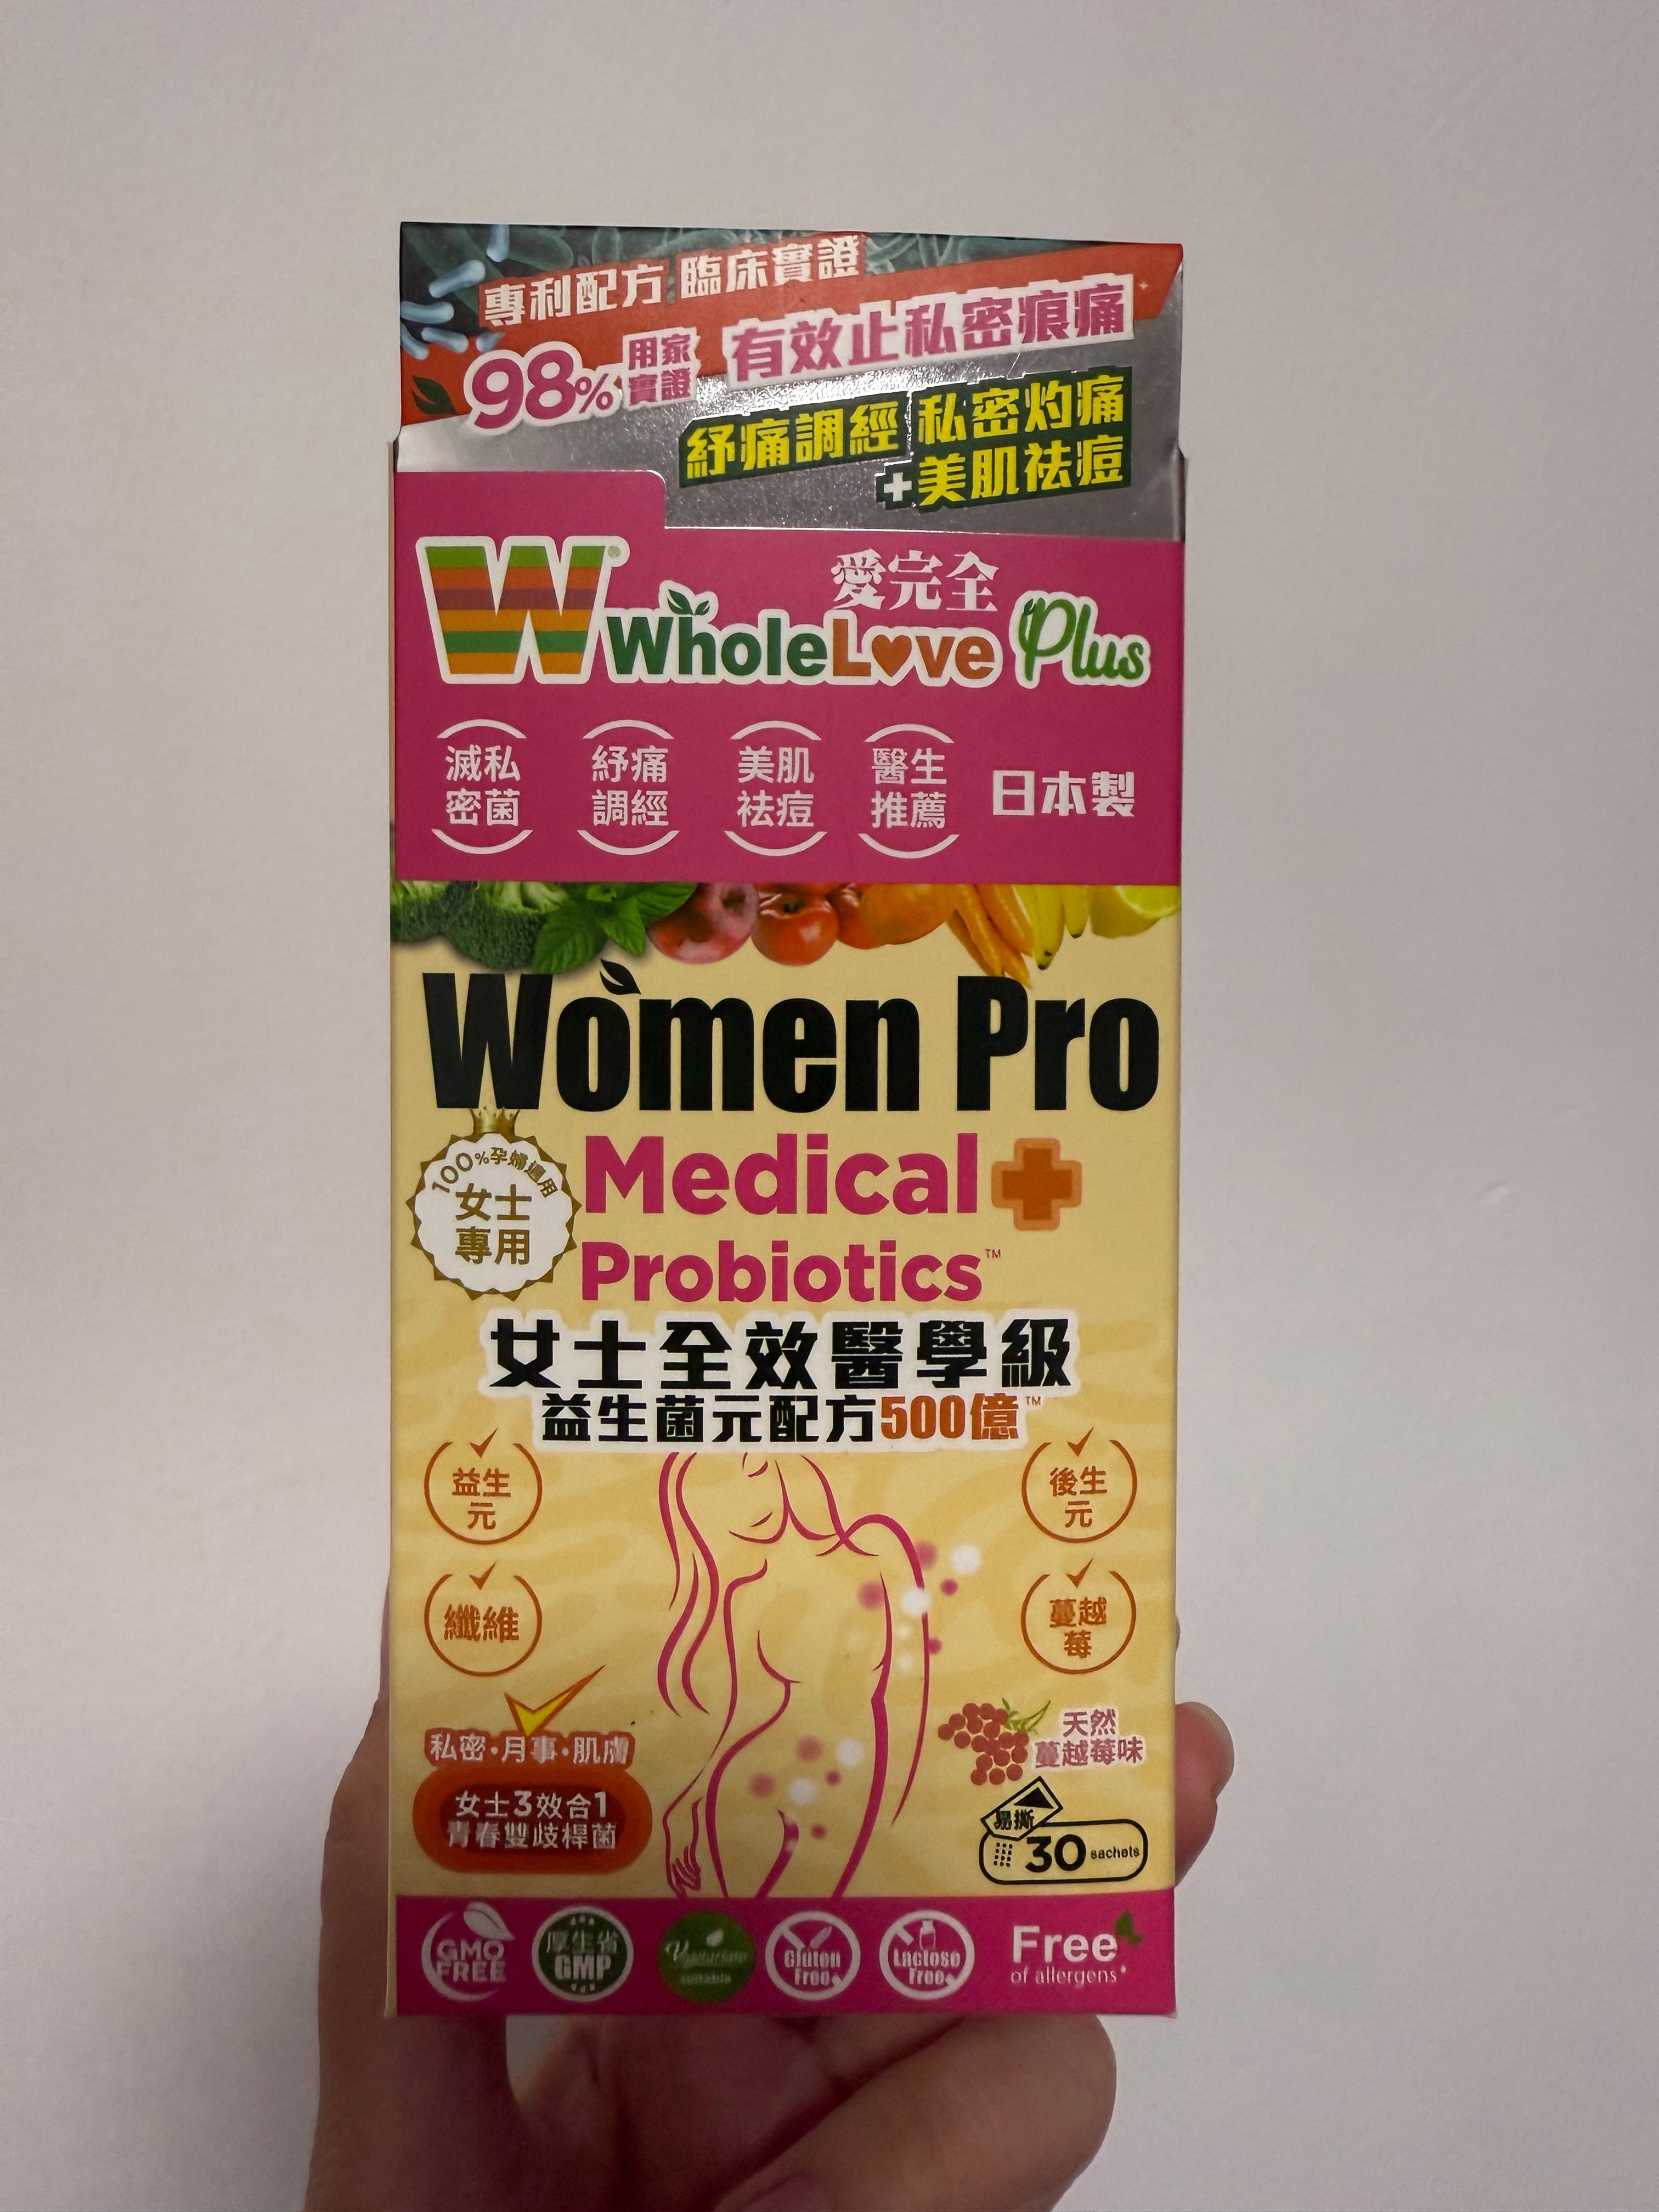 專利配方 臨床實證
98% 用家實證 有效止私密痕痛
紓痛調經 私密灼痛
+美肌祛痘
W®
愛完全
WholeLove Plus
滅私密菌
紓痛調經
美肌祛痘
醫生推薦
日本製
Women Pro
100%孕婦適用
女士專用
Medical
Probiotics™
女士全效醫學級
益生菌元配方500億™
益生元
後生元
纖維
蔓越莓
私密·月事·肌膚
女士3效合1
青春雙歧桿菌
天然
蔓越莓味
易撕
30 sachets
GMO FREE
厚生省 GMP
Vegetarian suitable
Gluten Free
Lactose Free
Free
of allergens*